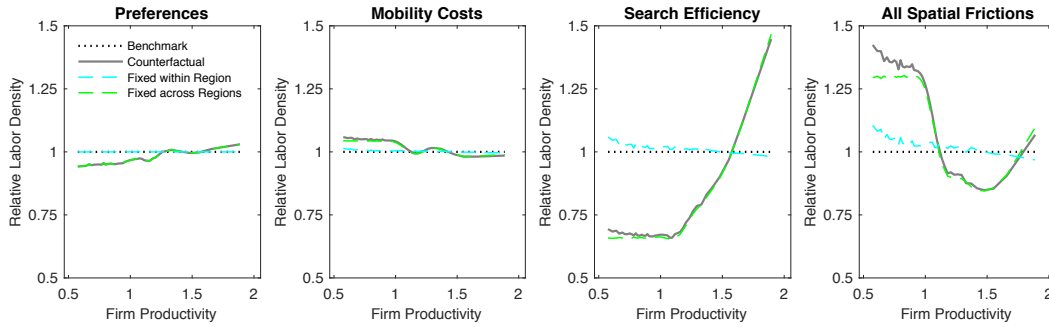 Preferences
Mobility Costs
Search Efficiency
All Spatial Frictions
Relative Labor Density
1.5
1.25
1
0.75
0.5
Benchmark
Counterfactual
Fixed within Region
Fixed across Regions
0.5 1 1.5 2
Firm Productivity
Relative Labor Density
1.5
1.25
1
0.75
0.5
0.5 1 1.5 2
Firm Productivity
Relative Labor Density
1.5
1.25
1
0.75
0.5
0.5 1 1.5 2
Firm Productivity
Relative Labor Density
1.5
1.25
1
0.75
0.5
0.5 1 1.5 2
Firm Productivity